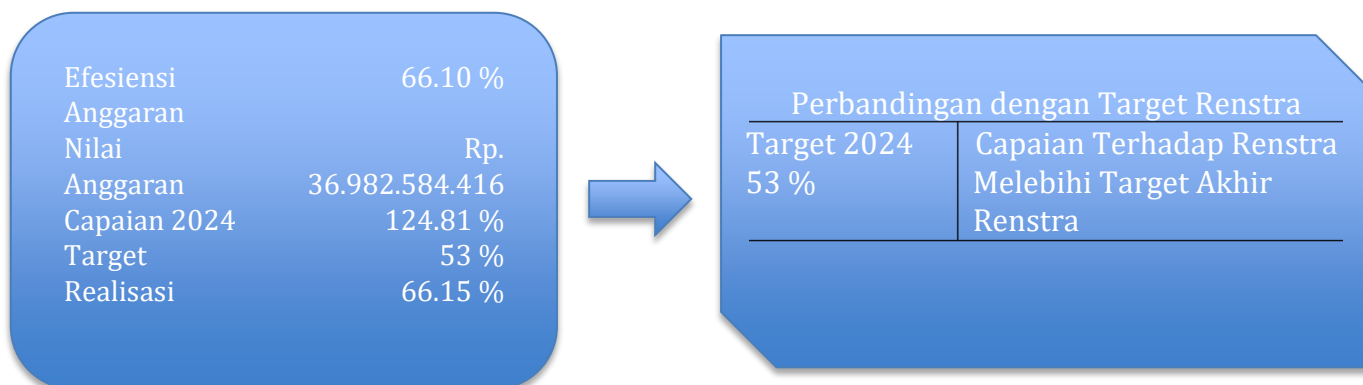 Efesiensi 66.10 %
Anggaran
Nilai Rp.
Anggaran 36.982.584.416
Capaian 2024 124.81 %
Target 53 %
Realisasi 66.15 %
Perbandingan dengan Target Renstra
Target 2024 Capaian Terhadap Renstra
53 % Melebihi Target Akhir
Renstra